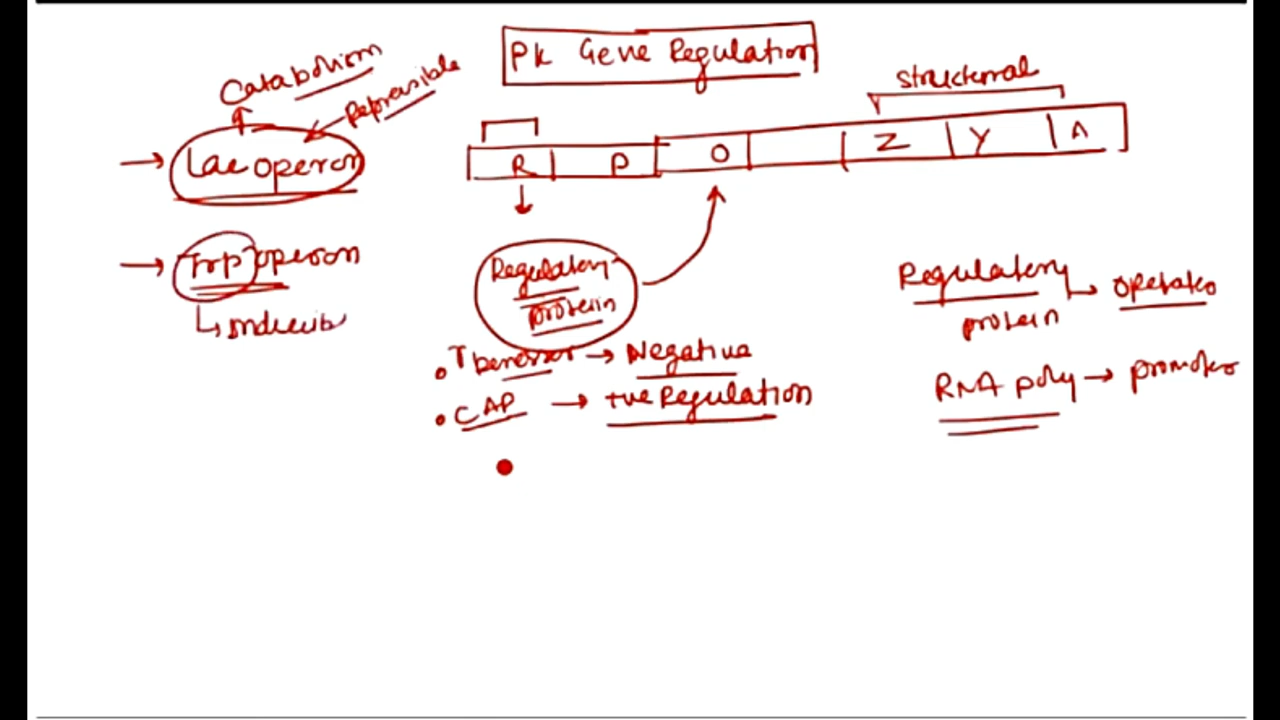 Pk Gene Regulation
Catabolism
Repressible
Lac operon
Trp operon
structural
R P O Z Y A
Regulatory
protein
Negative
CAP → +ve Regulation
Regulatory → operator
protein
RNA poly → promoter